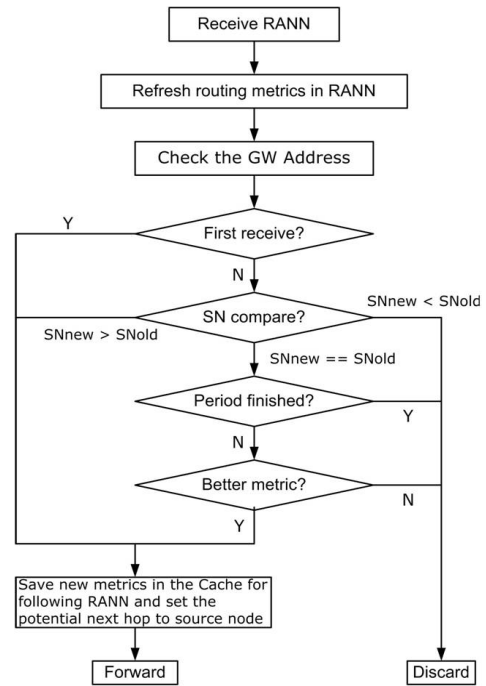 Receive RANN
Refresh routing metrics in RANN
Check the GW Address
Y
First receive?
N
SNnew < SNold
SN compare?
SNnew > SNold
SNnew == SNold
Period finished?
Y
N
Better metric?
N
Y
Save new metrics in the Cache for
following RANN and set the
potential next hop to source node
Forward
Discard